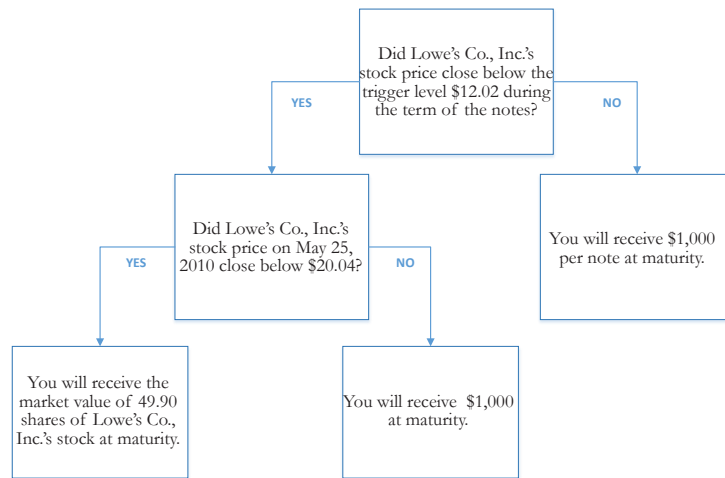 Did Lowe's Co., Inc.'s
stock price close below the
trigger level $12.02 during
the term of the notes?
YES
NO
Did Lowe's Co., Inc.'s
stock price on May 25,
2010 close below $20.04?
You will receive $1,000
per note at maturity.
YES
NO
You will receive the
market value of 49.90
shares of Lowe's Co.,
Inc.'s stock at maturity.
You will receive $1,000
at maturity.